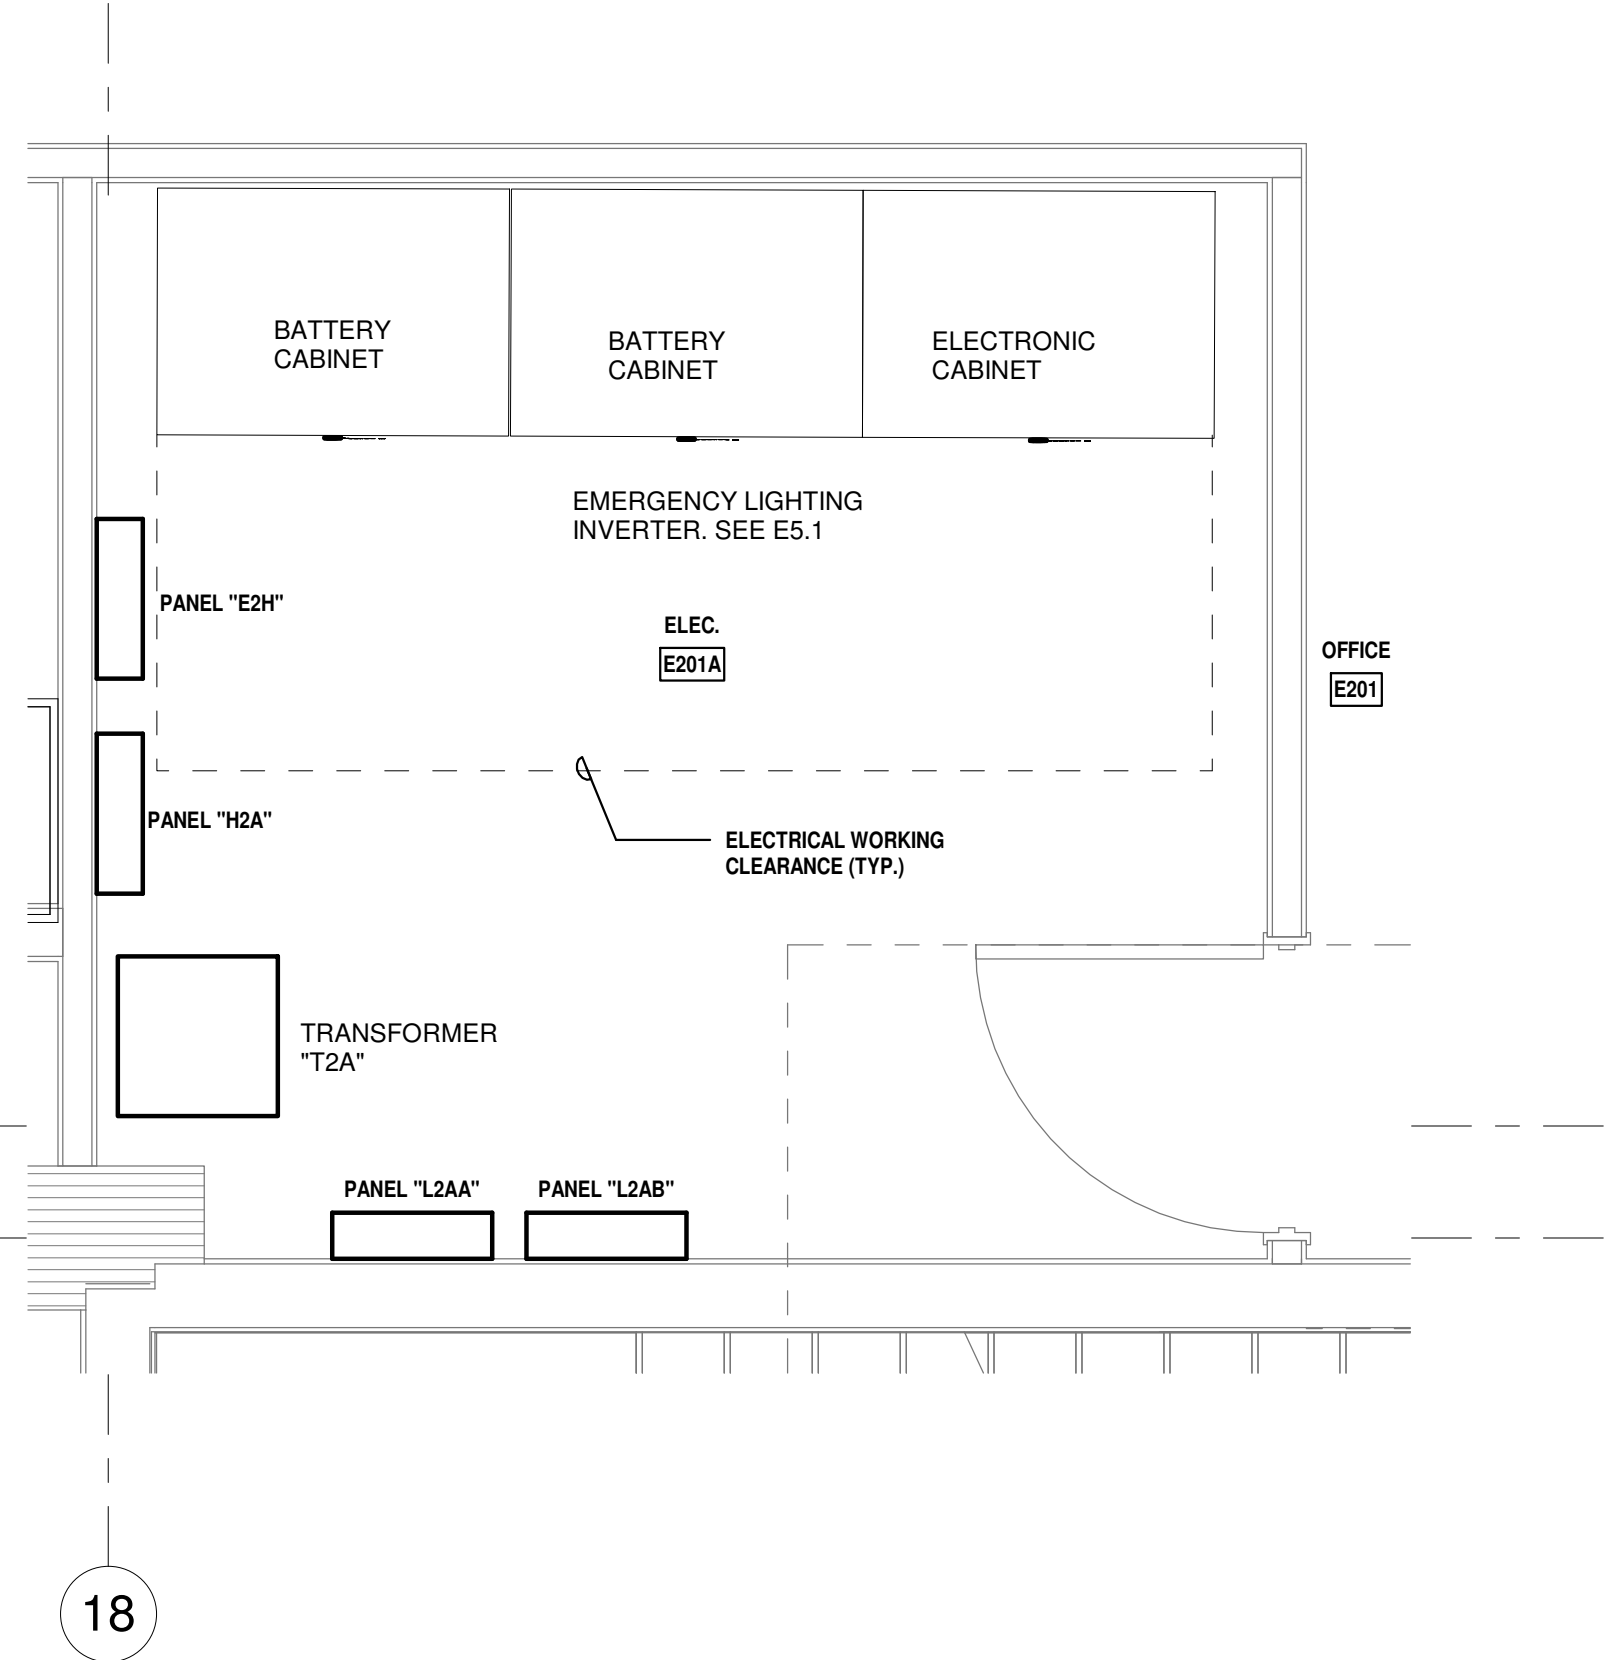 BATTERY
CABINET
BATTERY
CABINET
ELECTRONIC
CABINET
EMERGENCY LIGHTING
INVERTER. SEE E5.1
PANEL "E2H"
ELEC.
E201A
OFFICE
E201
PANEL "H2A"
ELECTRICAL WORKING
CLEARANCE (TYP.)
TRANSFORMER
"T2A"
PANEL "L2AA"
PANEL "L2AB"
18